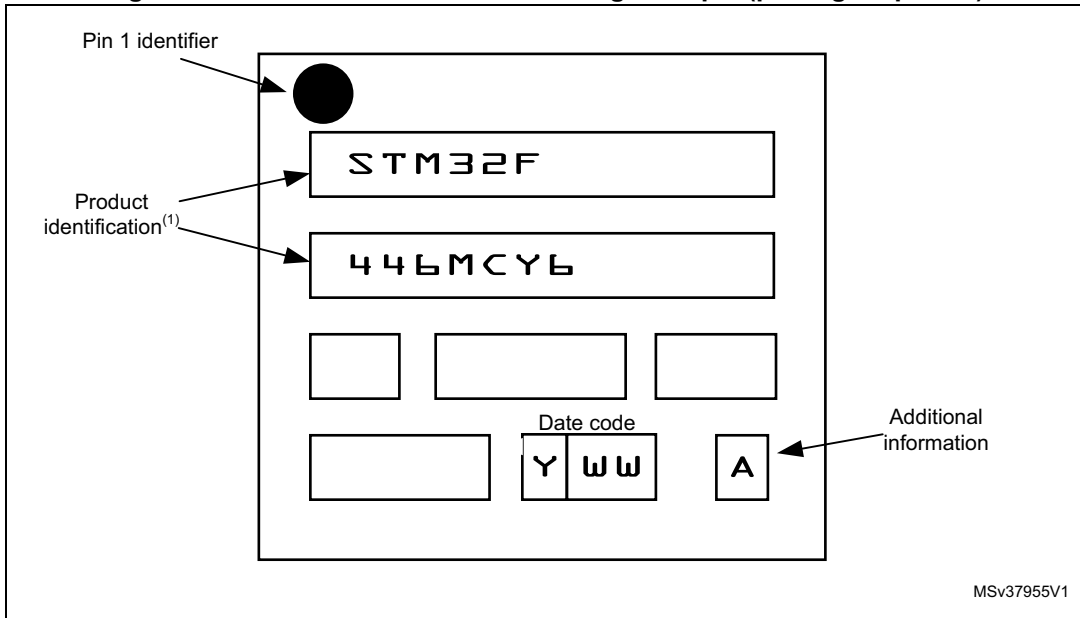 Pin 1 identifier
STM32F
Product
identification(1)
446MCY6
Date code
Y WW
A
Additional
information
MSv37955V1